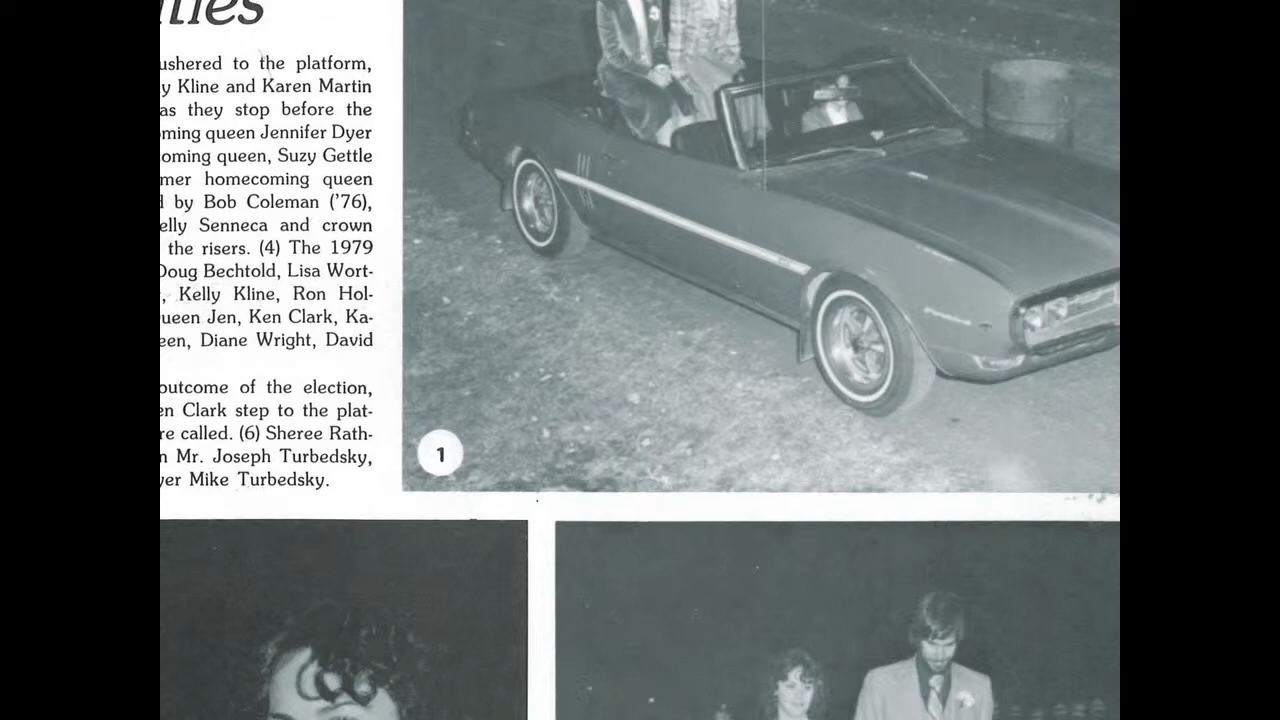 ities
ushered to the platform,
y Kline and Karen Martin
as they stop before the
ming queen Jennifer Dyer
oming queen, Suzy Gettle
mer homecoming queen
d by Bob Coleman ('76),
elly Senneca and crown
the risers. (4) The 1979
Doug Bechtold, Lisa Wort-
, Kelly Kline, Ron Hol-
ueen Jen, Ken Clark, Ka-
een, Diane Wright, David
outcome of the election,
en Clark step to the plat-
re called. (6) Sheree Rath-
n Mr. Joseph Turbedsky,
yer Mike Turbedsky.
1